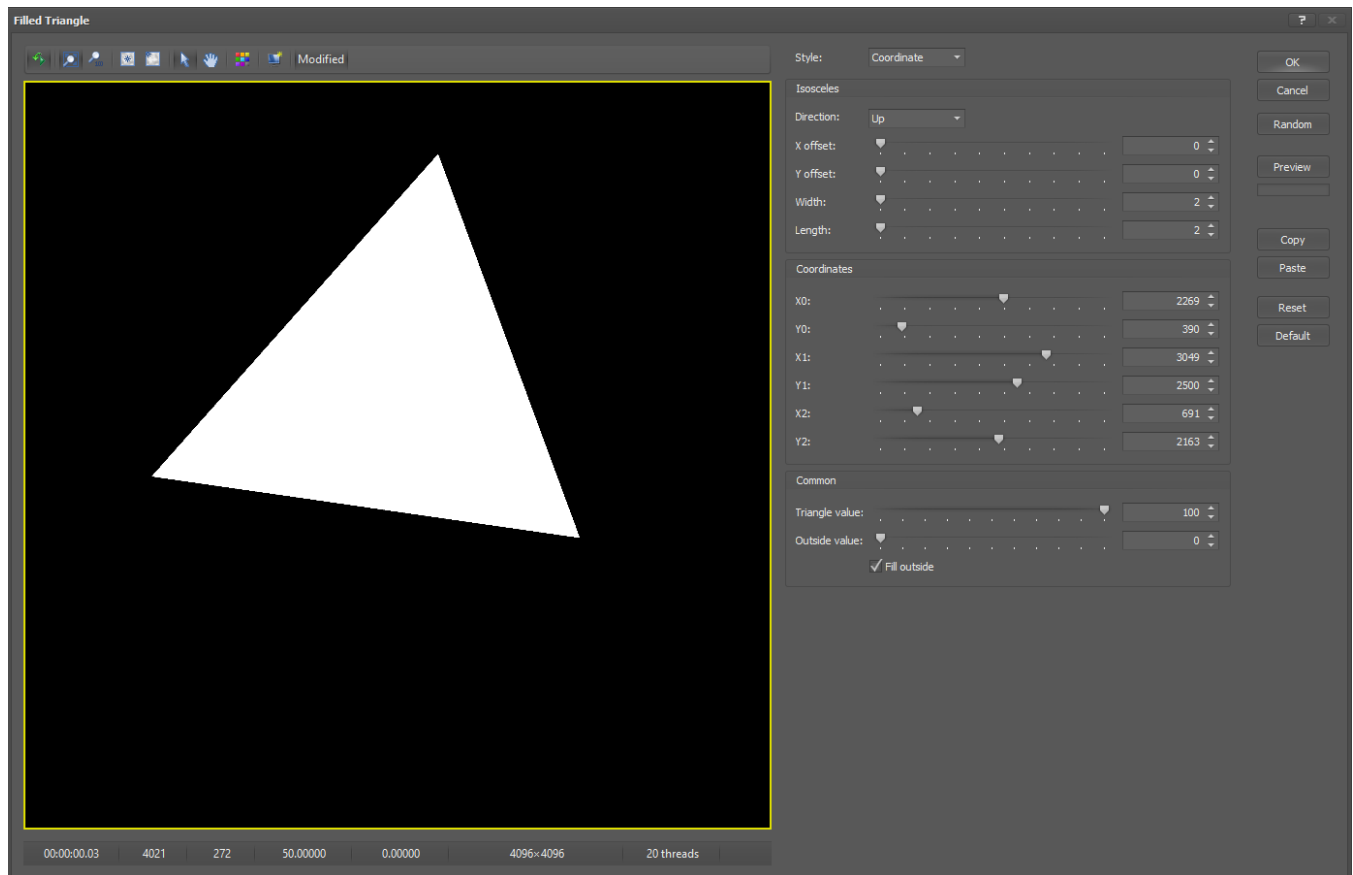 Filled Triangle
?
Modified
Style: Coordinate
OK
Isosceles
Cancel
Direction: Up
Random
X offset: 0
Y offset: 0
Preview
Width: 2
Length: 2
Copy
Coordinates
Paste
X0: 2269
Reset
Y0: 390
Default
X1: 3049
Y1: 2500
X2: 691
Y2: 2163
Common
Triangle value: 100
Outside value: 0
Fill outside
00:00:00.03 4021 272 50.00000 0.00000 4096×4096 20 threads